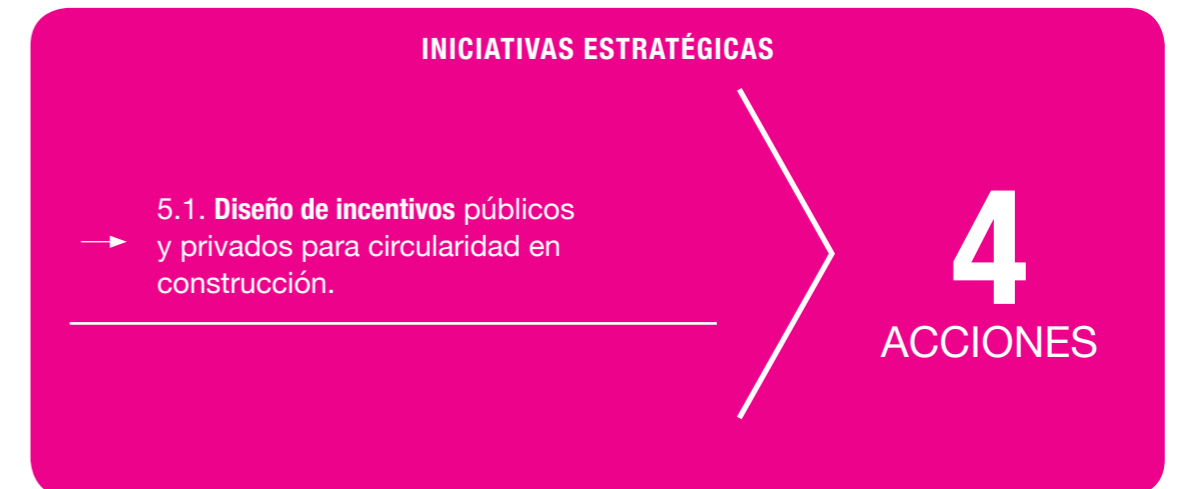 INICIATIVAS ESTRATÉGICAS
5.1. Diseño de incentivos públicos
y privados para circularidad en
construcción.
4
ACCIONES